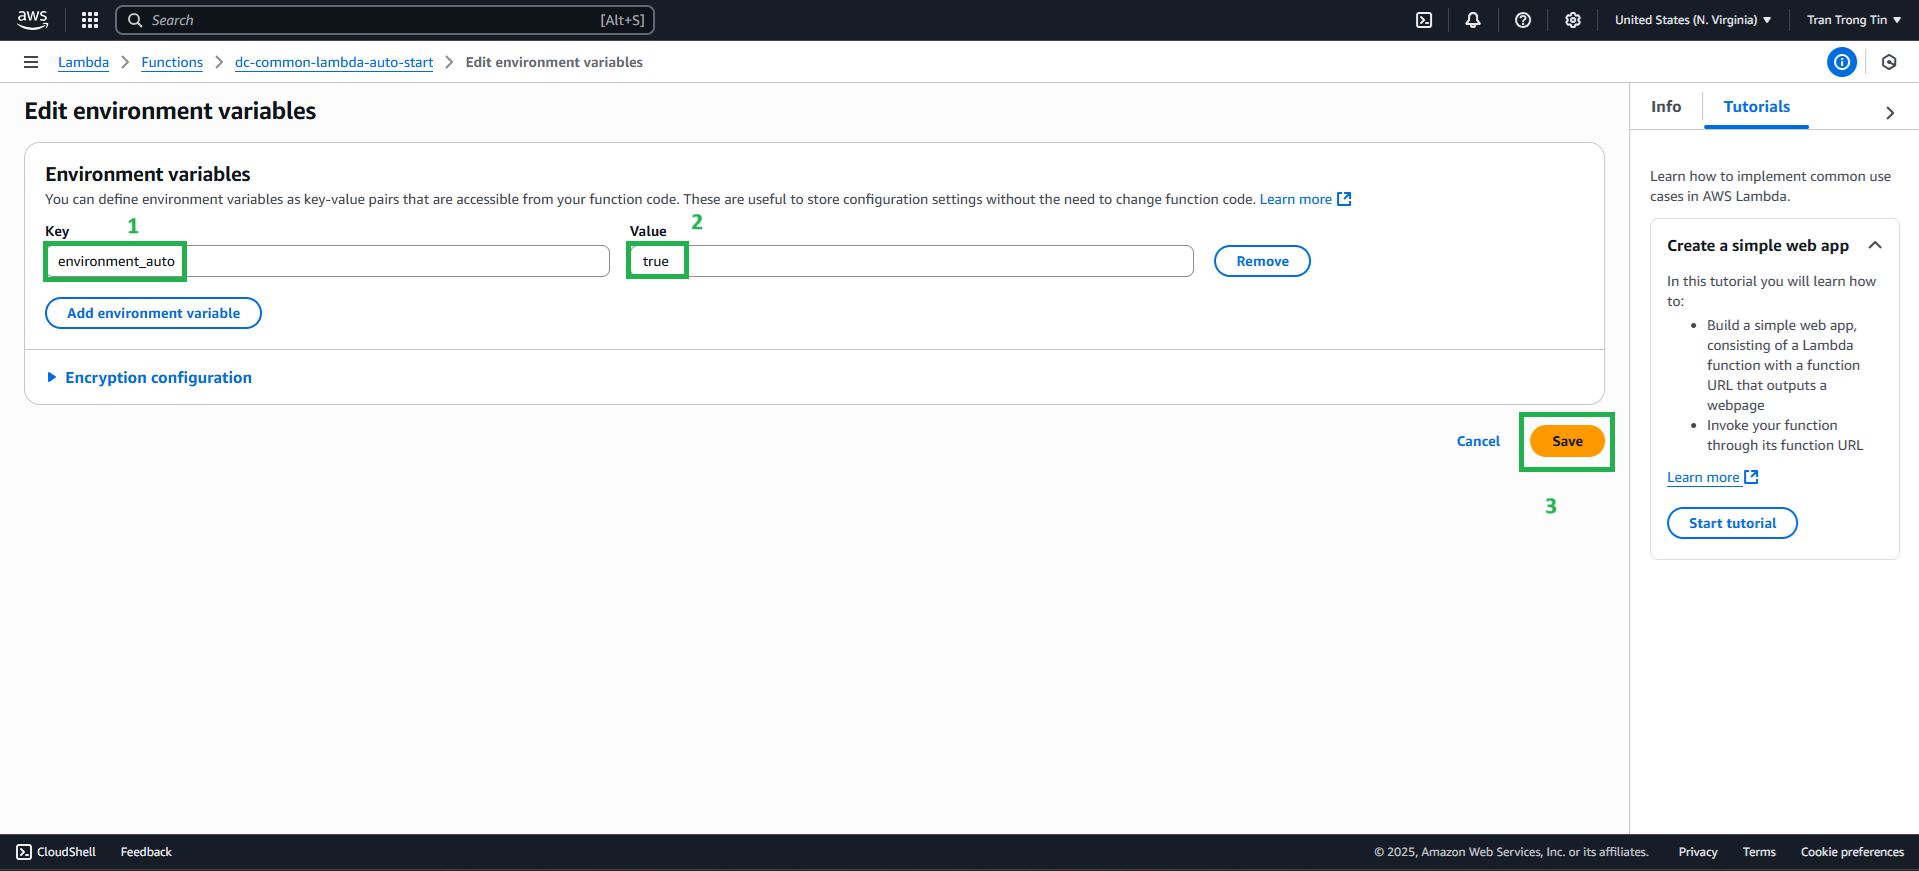 aws
Search
[Alt+S]
United States (N. Virginia)
Tran Trong Tin
Lambda
Functions
dc-common-lambda-auto-start
Edit environment variables
Edit environment variables
Environment variables
You can define environment variables as key-value pairs that are accessible from your function code. These are useful to store configuration settings without the need to change function code. Learn more
1
2
Key
Value
environment_auto
true
Remove
Add environment variable
Encryption configuration
Cancel
Save
3
Info
Tutorials
Learn how to implement common use
cases in AWS Lambda.
Create a simple web app
In this tutorial you will learn how
to:
• Build a simple web app,
consisting of a Lambda
function with a function
URL that outputs a
webpage
• Invoke your function
through its function URL
Learn more
Start tutorial
CloudShell
Feedback
© 2025, Amazon Web Services, Inc. or its affiliates.
Privacy
Terms
Cookie preferences